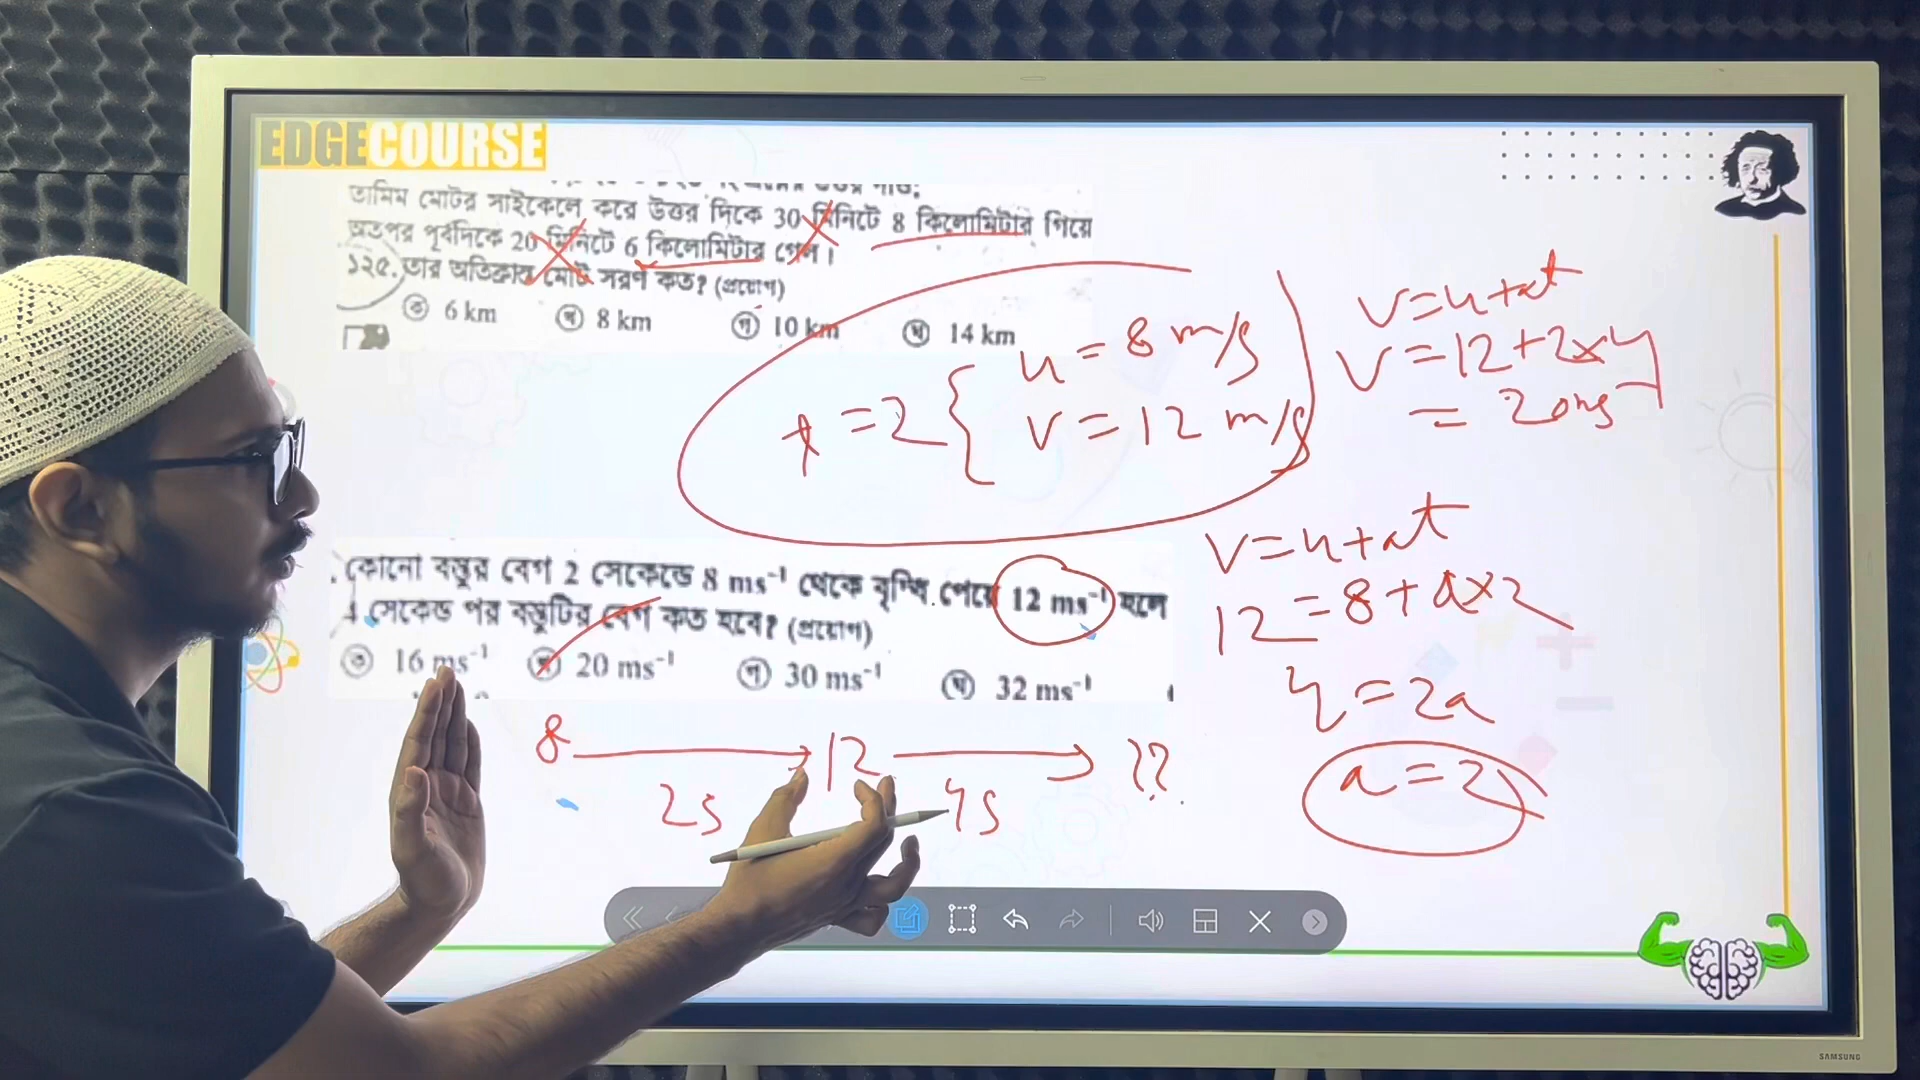 EDGECOURSE
তামিম মোটর সাইকেলে করে উত্তর দিকে 30 মিনিটে 8 কিলোমিটার গিয়ে
অতপর পূর্বদিকে 20 মিনিটে 6 কিলোমিটার গেল।
১২৫. তার অতিক্রান্ত মোট সরণ কত? (প্রয়োগ)
ক 6 km খ 8 km গ 10 km ঘ 14 km
u = 8 m/s
t = 2 { v = 12 m/s
v = u + at
v = 12 + 2 × 4
= 20 ms⁻¹
কোনো বস্তুর বেগ 2 সেকেন্ডে 8 ms⁻¹ থেকে বৃদ্ধি পেয়ে 12 ms⁻¹ হলে
4 সেকেন্ড পর বস্তুটির বেগ কত হবে? (প্রয়োগ)
ক 16 ms⁻¹ খ 20 ms⁻¹ গ 30 ms⁻¹ ঘ 32 ms⁻¹
v = u + at
12 = 8 + a × 2
4 = 2a
a = 2
8 → 12 → ??
2s 4s
SAMSUNG